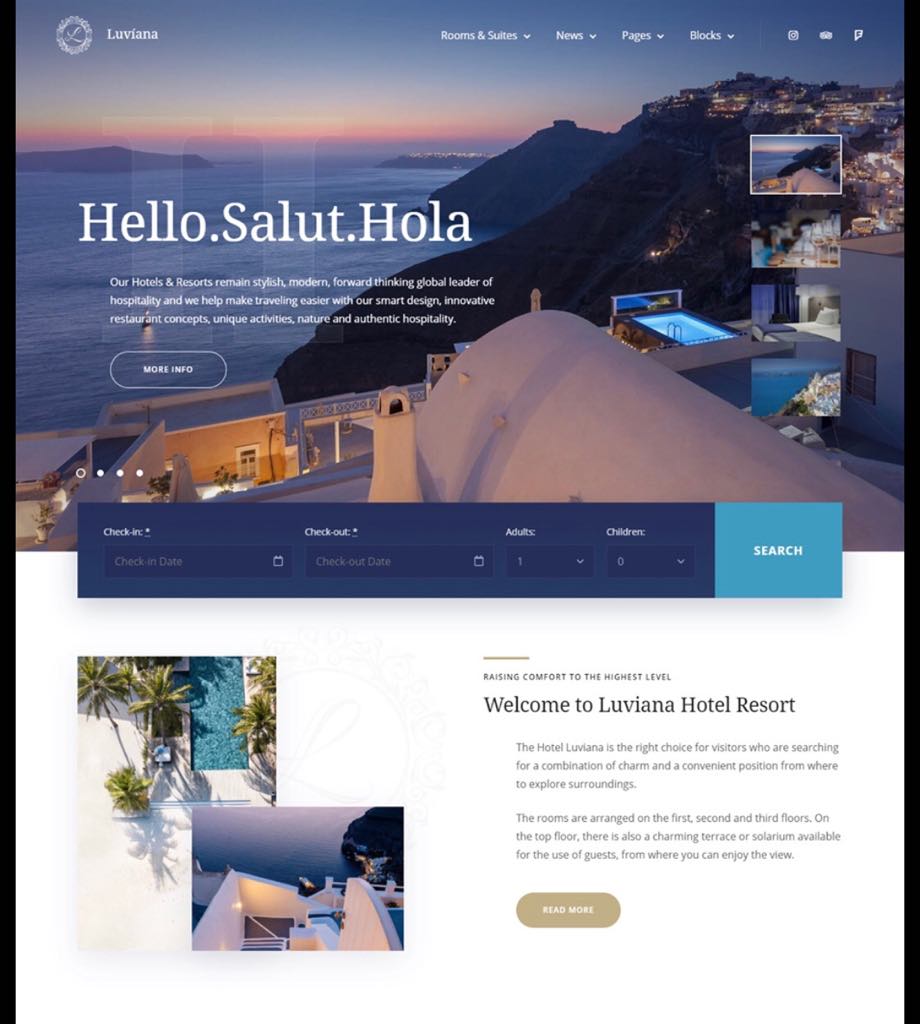 Luvíana
Rooms & Suites
News
Pages
Blocks
Hello.Salut.Hola
Our Hotels & Resorts remain stylish, modern, forward thinking global leader of
hospitality and we help make traveling easier with our smart design, innovative
restaurant concepts, unique activities, nature and authentic hospitality.
MORE INFO
Check-in: *
Check-out: *
Adults:
Children:
Check-in Date
Check-out Date
1
0
SEARCH
RAISING COMFORT TO THE HIGHEST LEVEL
Welcome to Luviana Hotel Resort
The Hotel Luviana is the right choice for visitors who are searching
for a combination of charm and a convenient position from where
to explore surroundings.
The rooms are arranged on the first, second and third floors. On
the top floor, there is also a charming terrace or solarium available
for the use of guests, from where you can enjoy the view.
READ MORE